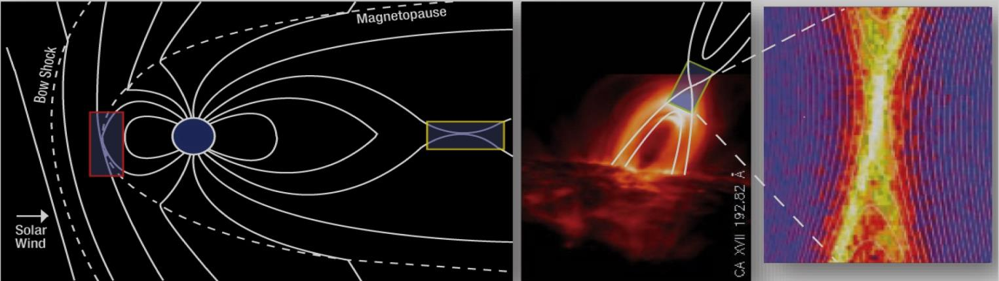 Magnetopause
Bow Shock
Solar
Wind
CA XVII 192.82 Å